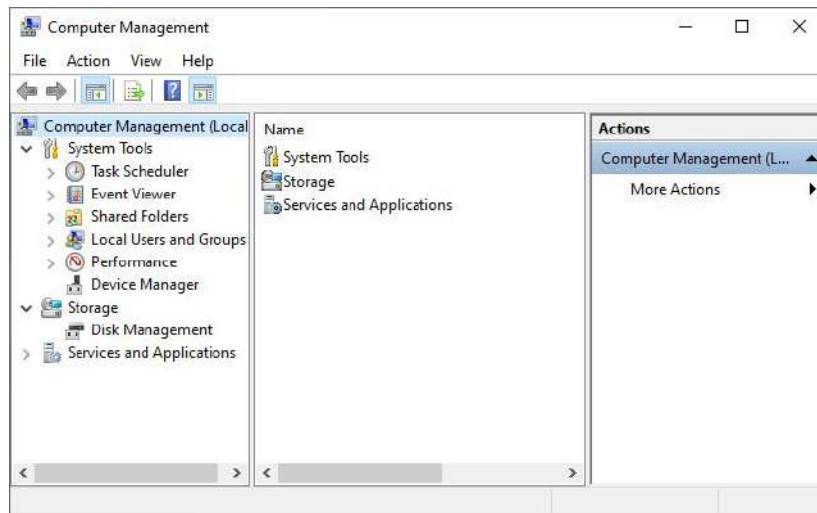 Computer Management
File Action View Help
Computer Management (Local
System Tools
Task Scheduler
Event Viewer
Shared Folders
Local Users and Groups
Performance
Device Manager
Storage
Disk Management
Services and Applications
Name
System Tools
Storage
Services and Applications
Actions
Computer Management (L...
More Actions